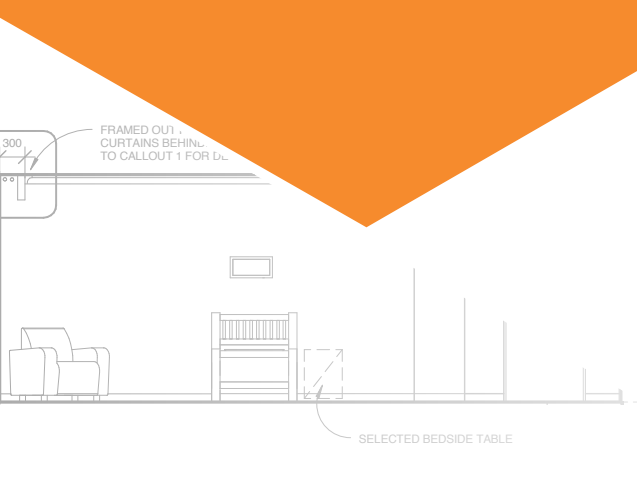 300
FRAMED OUT
CURTAINS BEHIND
TO CALLOUT 1 FOR
SELECTED BEDSIDE TABLE